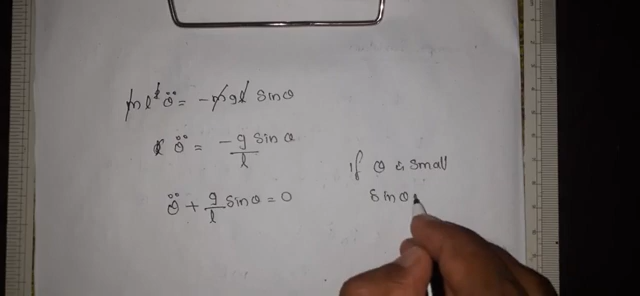 ml²θ̈ = -mgl sinθ
θ̈ = -g/l sinθ
θ̈ + g/l sinθ = 0
If θ is small
sinθ